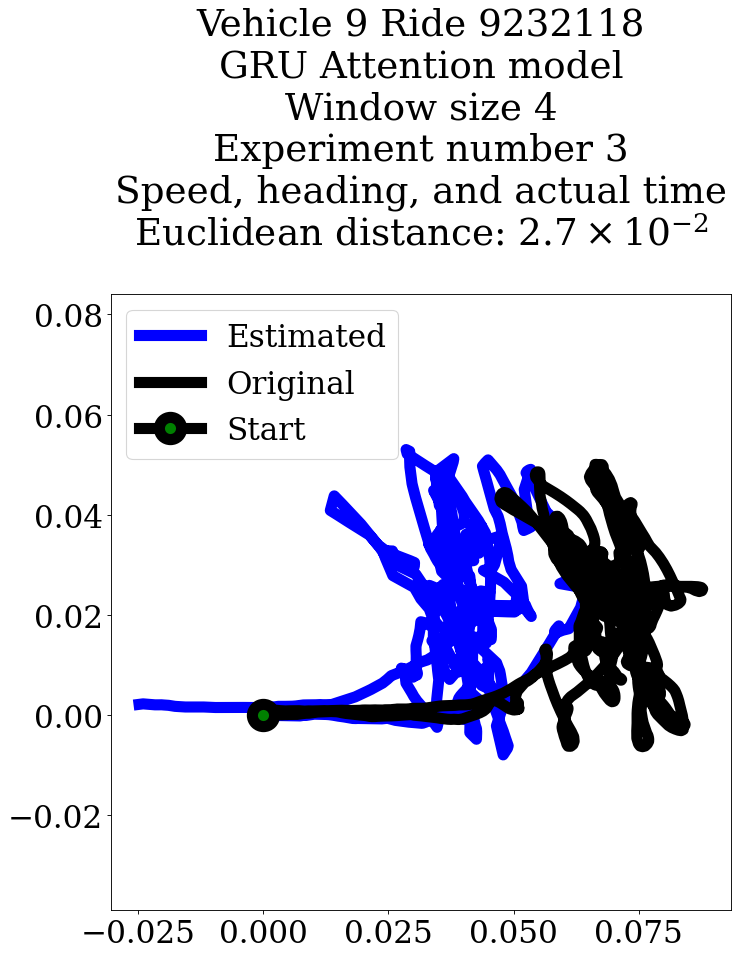 Vehicle 9 Ride 9232118
GRU Attention model
Window size 4
Experiment number 3
Speed, heading, and actual time
Euclidean distance: 2.7 × 10⁻²
Estimated
Original
Start
0.08
0.06
0.04
0.02
0.00
−0.02
−0.025 0.000 0.025 0.050 0.075